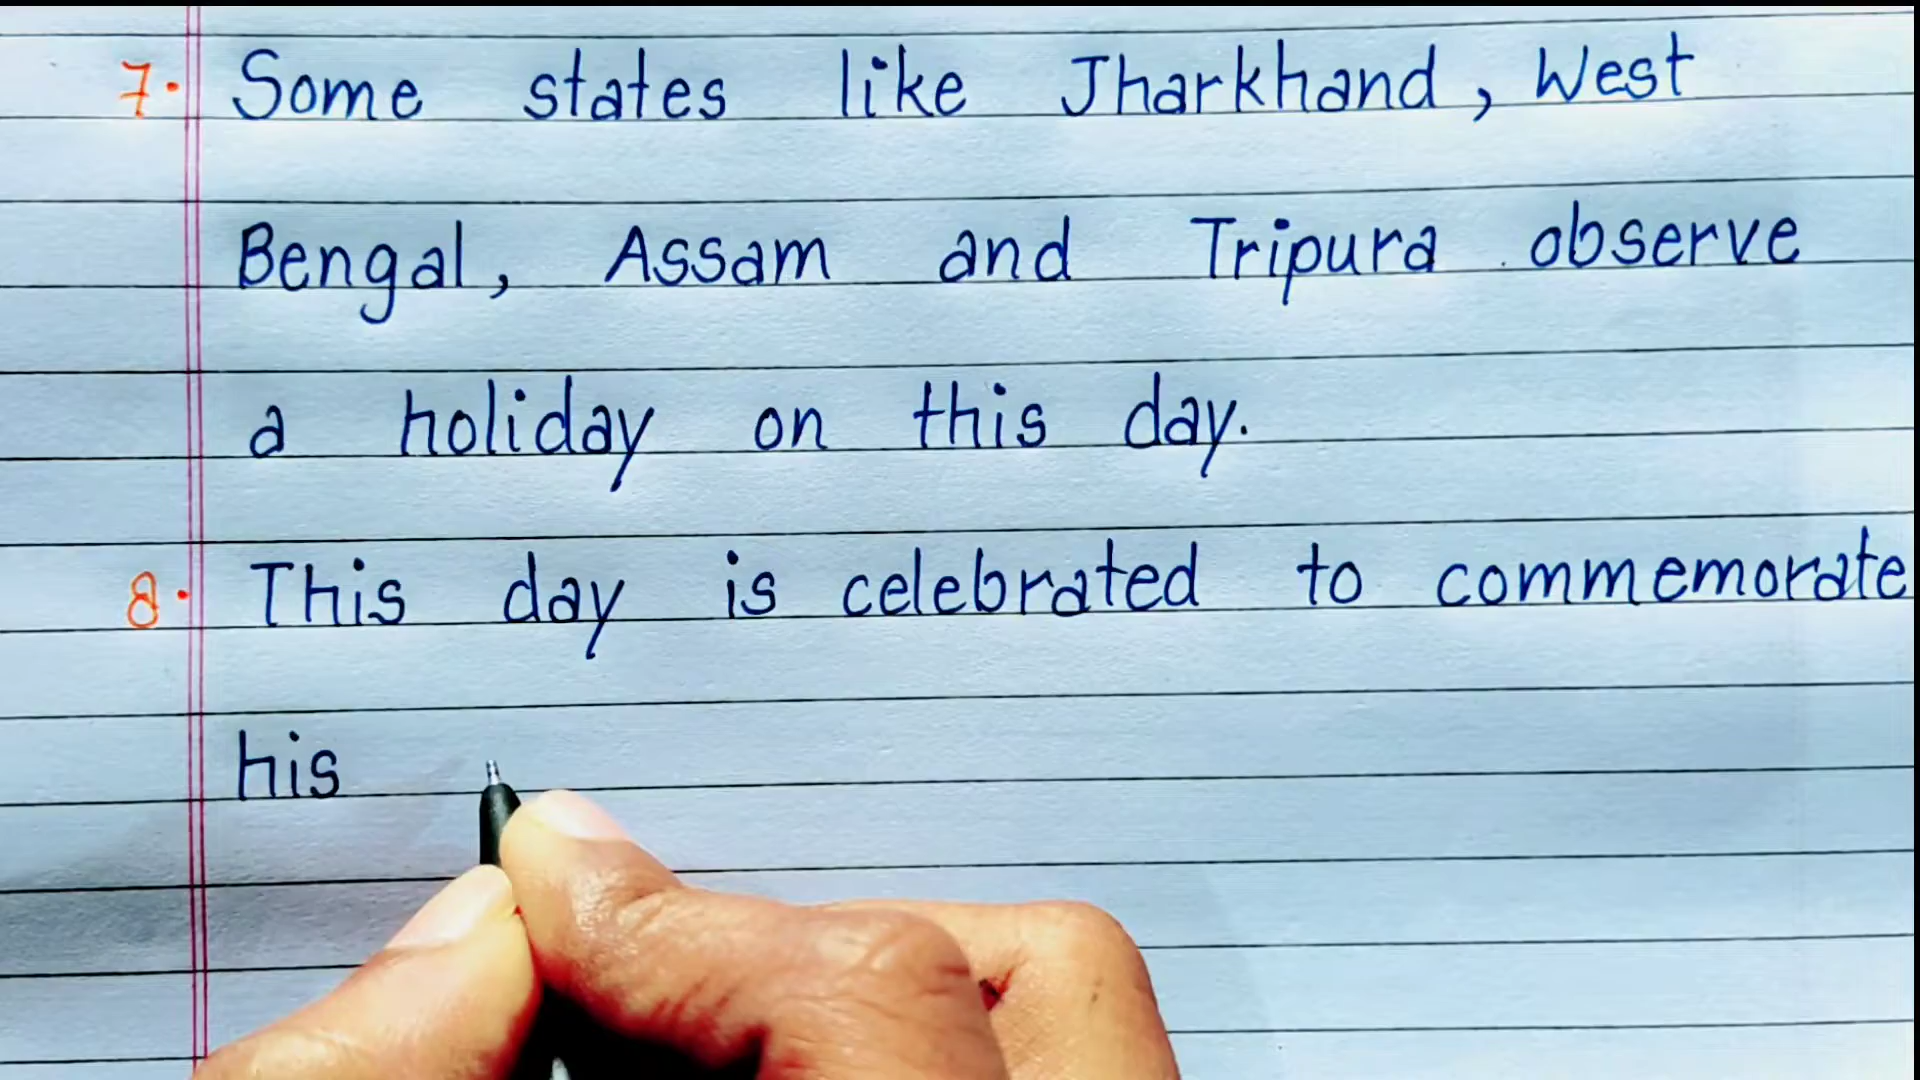 7. Some states like Jharkhand, West
Bengal, Assam and Tripura observe
a holiday on this day.
8. This day is celebrated to commemorate
his